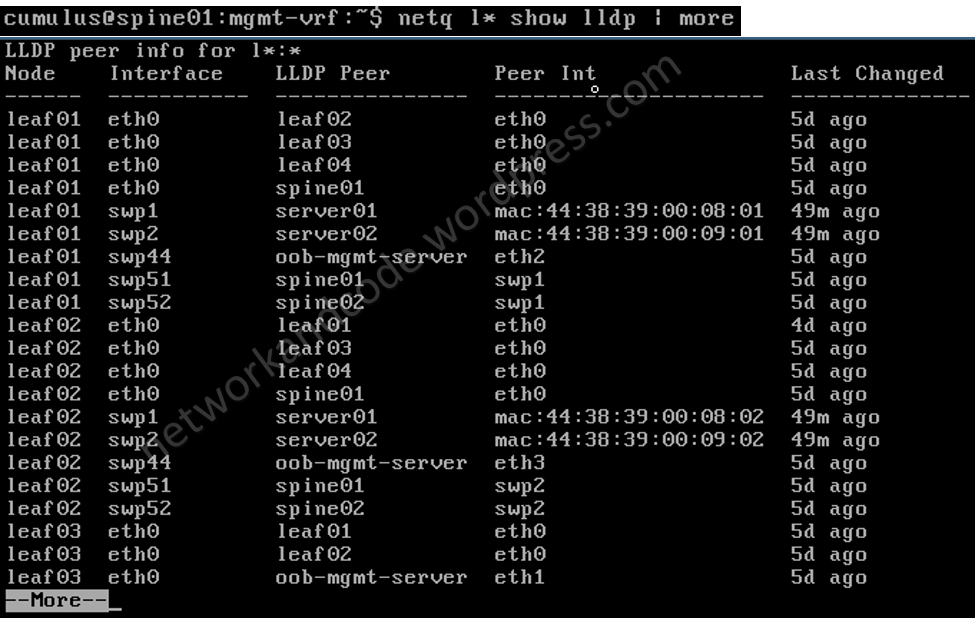 cumulus@spine01:mgmt-vrf:~$ netq l* show lldp | more
LLDP peer info for l*:*
Node Interface LLDP Peer Peer Int Last Changed
------ ----------- --------------- ------------------------- --------------
leaf01 eth0 leaf02 eth0 5d ago
leaf01 eth0 leaf03 eth0 5d ago
leaf01 eth0 leaf04 eth0 5d ago
leaf01 eth0 spine01 eth0 5d ago
leaf01 swp1 server01 mac:44:38:39:00:08:01 49m ago
leaf01 swp2 server02 mac:44:38:39:00:09:01 49m ago
leaf01 swp44 oob-mgmt-server eth2 5d ago
leaf01 swp51 spine01 swp1 5d ago
leaf01 swp52 spine02 swp1 5d ago
leaf02 eth0 leaf01 eth0 4d ago
leaf02 eth0 leaf03 eth0 5d ago
leaf02 eth0 leaf04 eth0 5d ago
leaf02 eth0 spine01 eth0 5d ago
leaf02 swp1 server01 mac:44:38:39:00:08:02 49m ago
leaf02 swp2 server02 mac:44:38:39:00:09:02 49m ago
leaf02 swp44 oob-mgmt-server eth3 5d ago
leaf02 swp51 spine01 swp2 5d ago
leaf02 swp52 spine02 swp2 5d ago
leaf03 eth0 leaf01 eth0 5d ago
leaf03 eth0 leaf02 eth0 5d ago
leaf03 eth0 oob-mgmt-server eth1 5d ago
--More--_
networkandcode.wordpress.com